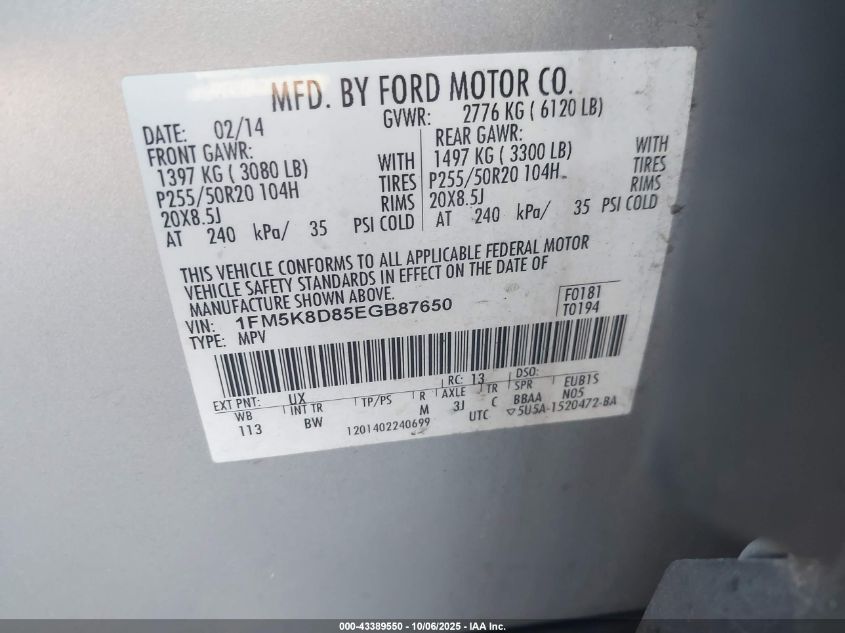 MFD. BY FORD MOTOR CO.
DATE: 02/14 GVWR: 2776 KG ( 6120 LB)
FRONT GAWR: REAR GAWR:
1397 KG ( 3080 LB) WITH 1497 KG ( 3300 LB) WITH
P255/50R20 104H TIRES P255/50R20 104H TIRES
20X8.5J RIMS 20X8.5J RIMS
AT 240 kPa/ 35 PSI COLD AT 240 kPa/ 35 PSI COLD
THIS VEHICLE CONFORMS TO ALL APPLICABLE FEDERAL MOTOR
VEHICLE SAFETY STANDARDS IN EFFECT ON THE DATE OF
MANUFACTURE SHOWN ABOVE.
VIN: 1FM5K8D85EGB87650 F0181
TYPE: MPV T0194
EXT PNT: UX RC: 13 DSO:
WB INT TR TP/PS R AXLE TR SPR EUB1S
113 BW M 3J C BBAA N05
1201402240699 UTC ▽5U5A-1520472-BA
000-43389550 - 10/06/2025 - IAA Inc.